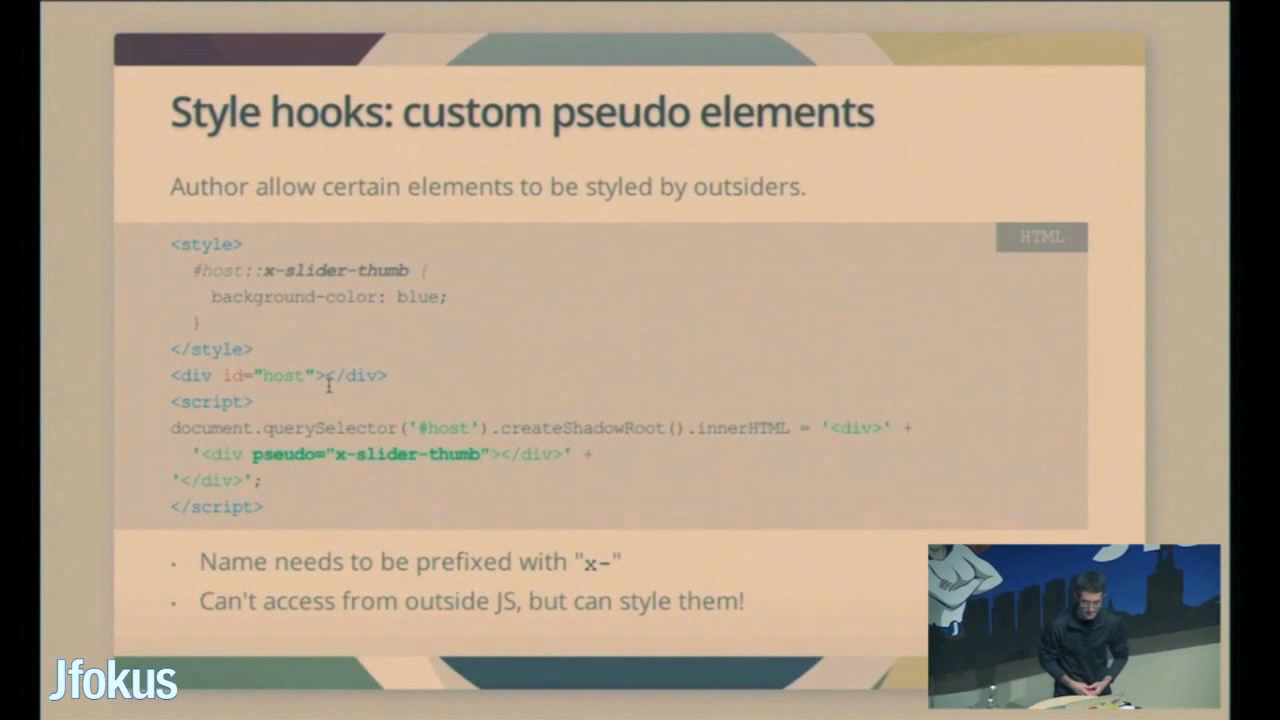 Style hooks: custom pseudo elements
Author allow certain elements to be styled by outsiders.
HTML
<style>
#host::x-slider-thumb {
background-color: blue;
}
</style>
<div id="host"></div>
<script>
document.querySelector('#host').createShadowRoot().innerHTML = '<div>' +
'<div pseudo="x-slider-thumb"></div>' +
'</div>';
</script>
· Name needs to be prefixed with "x-"
· Can't access from outside JS, but can style them!
Jfokus